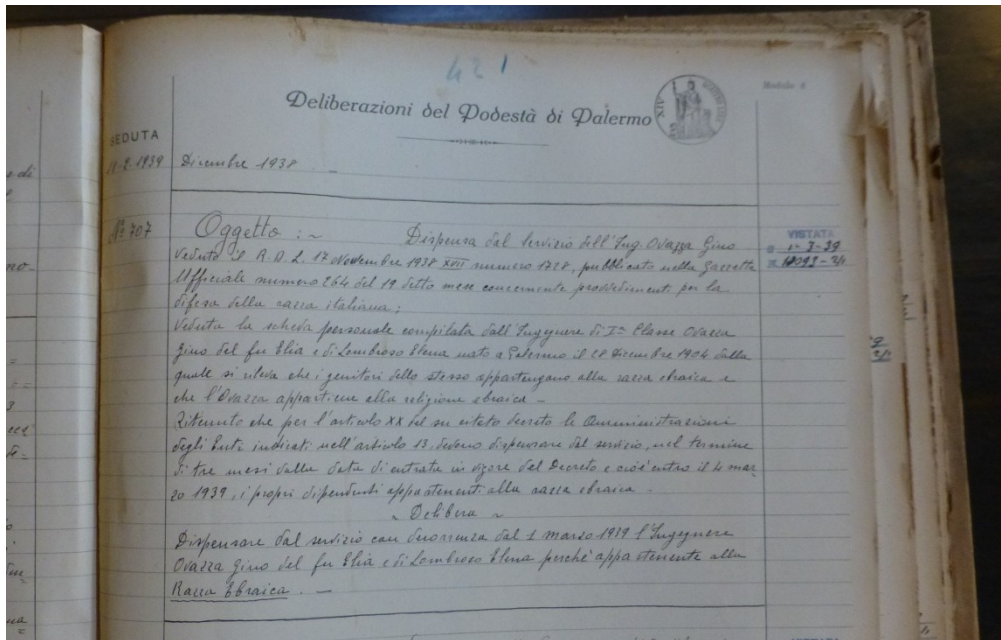 421
Deliberazioni del Podestà di Palermo
Modulo 6
SEDUTA
11-2-1939 Dicembre 1938
No 707 Oggetto :~ Dispensa dal servizio dell'Ing. Ovazza Gino
VISTATA
1-3-39
Veduto il R.D.L. 17 Novembre 1938 XVII numero 1728, pubblicato nella Gazzetta
Ufficiale numero 264 del 19 detto mese concernente provvedimenti per la
difesa della razza italiana;
Veduta la scheda personale compilata dall'Ingegnere di Iª Classe Ovazza
Gino del fu Elia e di Lombroso Elena nato a Palermo il 28 Dicembre 1904 dalla
quale si rileva che i genitori dello stesso appartengano alla razza ebraica e
che l'Ovazza appartiene alla religione ebraica -
Ritenuto che per l'articolo XX del su citato decreto le Amministrazioni
degli Enti indicati nell'articolo 13, devono dispensare dal servizio, nel termine
di tre mesi dalla data di entrata in vigore del Decreto e cioè entro il 4 mar-
zo 1939, i propri dipendenti appartenenti alla razza ebraica.
~ Delibera ~
Dispensare dal servizio con decorrenza dal 1 marzo 1939 l'Ingegnere
Ovazza Gino del fu Elia e di Lombroso Elena perché appartenente alla
Razza Ebraica. —